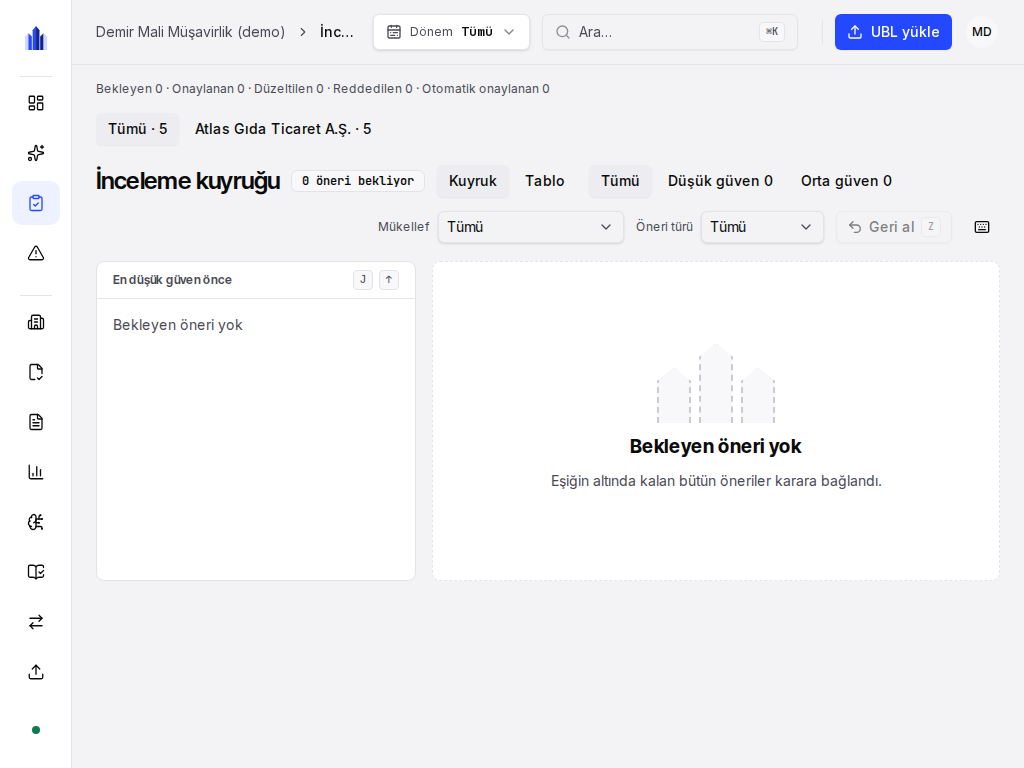 Demir Mali Müşavirlik (demo) > İnc…
Dönem Tümü
Ara…
⌘K
UBL yükle
MD
Bekleyen 0 · Onaylanan 0 · Düzeltilen 0 · Reddedilen 0 · Otomatik onaylanan 0
Tümü · 5 Atlas Gıda Ticaret A.Ş. · 5
İnceleme kuyruğu 0 öneri bekliyor Kuyruk Tablo Tümü Düşük güven 0 Orta güven 0
Mükellef Tümü Öneri türü Tümü Geri al Z
En düşük güven önce J ↑
Bekleyen öneri yok
Bekleyen öneri yok
Eşiğin altında kalan bütün öneriler karara bağlandı.